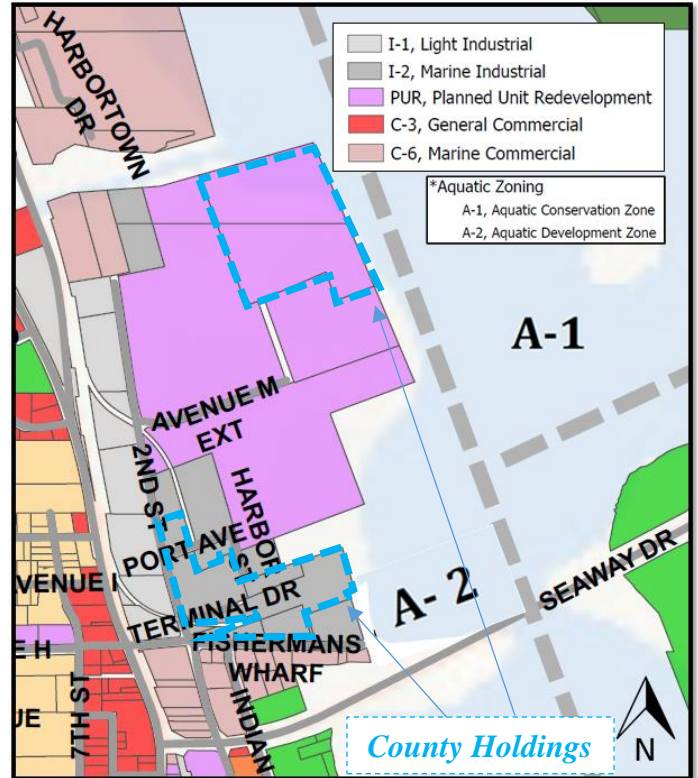 HARBORTOWN
DR
I-1, Light Industrial
I-2, Marine Industrial
PUR, Planned Unit Redevelopment
C-3, General Commercial
C-6, Marine Commercial
*Aquatic Zoning
A-1, Aquatic Conservation Zone
A-2, Aquatic Development Zone
A-1
AVENUE M
EXT
2ND ST
HARBOR
ST
PORT AVE
VENUE I
TERMINAL DR
A- 2
SEAWAY DR
E H
FISHERMANS
WHARF
UE
7TH ST
INDIAN
County Holdings
N